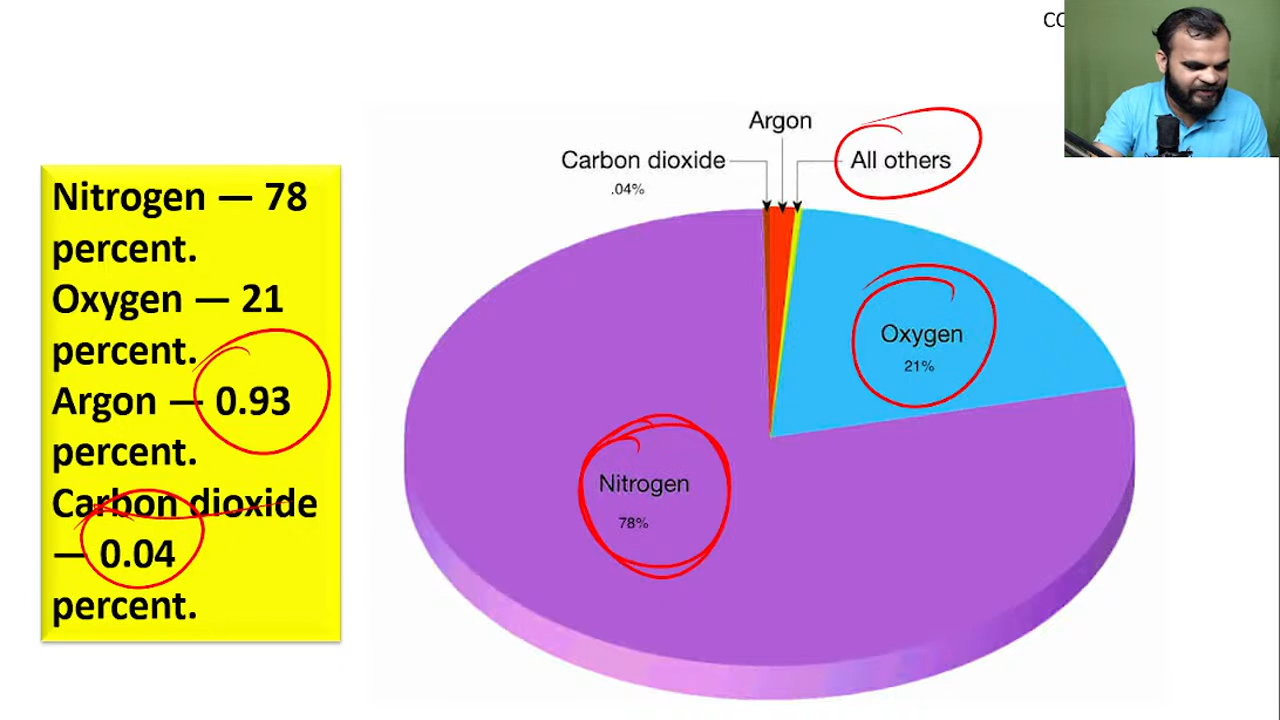 CO
Argon
Carbon dioxide
All others
.04%
Nitrogen — 78
percent.
Oxygen — 21
percent.
Argon — 0.93
percent.
Carbon dioxide
— 0.04
percent.
Oxygen
21%
Nitrogen
78%